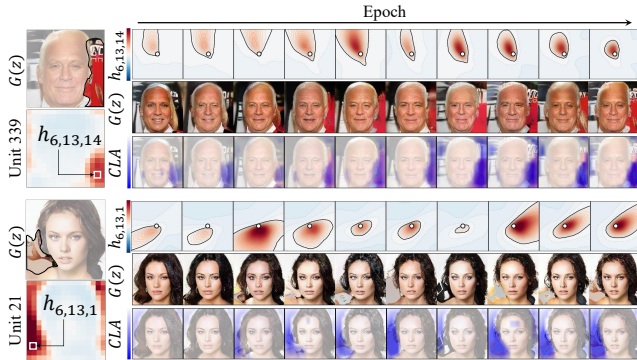 Epoch
G(z)
h6,13,14
Unit 339
h6,13,14
G(z)
CLA
G(z)
h6,13,1
Unit 21
h6,13,1
G(z)
CLA